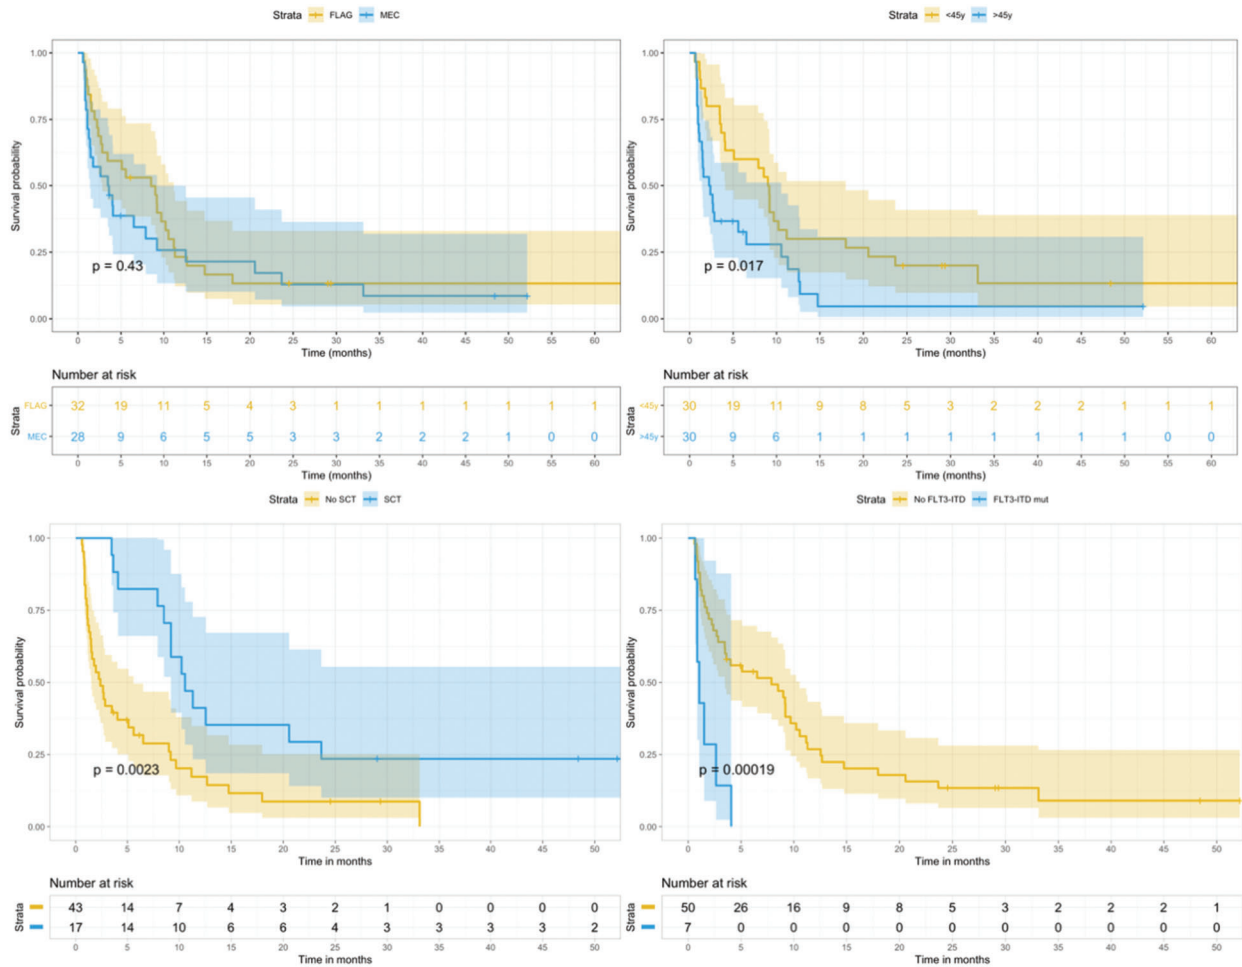 Strata FLAG MEC
1.00
0.75
0.50
0.25
0.00
Survival probability
p = 0.43
0 5 10 15 20 25 30 35 40 45 50 55 60
Time (months)
Number at risk
Strata
FLAG 32 19 11 5 4 3 1 1 1 1 1 1 1
MEC 28 9 6 5 5 3 3 2 2 2 1 0 0
0 5 10 15 20 25 30 35 40 45 50 55 60
Time (months)
Strata <45y >45y
1.00
0.75
0.50
0.25
0.00
Survival probability
p = 0.017
0 5 10 15 20 25 30 35 40 45 50 55 60
Time (months)
Number at risk
Strata
<45y 30 19 11 9 8 5 3 2 2 2 1 1 1
>45y 30 9 6 1 1 1 1 1 1 1 1 0 0
0 5 10 15 20 25 30 35 40 45 50 55 60
Time (months)
Strata No SCT SCT
1.00
0.75
0.50
0.25
0.00
Survival probability
p = 0.0023
0 5 10 15 20 25 30 35 40 45 50
Time in months
Number at risk
Strata
43 14 7 4 3 2 1 0 0 0 0
17 14 10 6 6 4 3 3 3 3 2
0 5 10 15 20 25 30 35 40 45 50
Time in months
Strata No FLT3-ITD FLT3-ITD mut
1.00
0.75
0.50
0.25
0.00
Survival probability
p = 0.00019
0 5 10 15 20 25 30 35 40 45 50
Time in months
Number at risk
Strata
50 26 16 9 8 5 3 2 2 2 1
7 0 0 0 0 0 0 0 0 0 0
0 5 10 15 20 25 30 35 40 45 50
Time in months